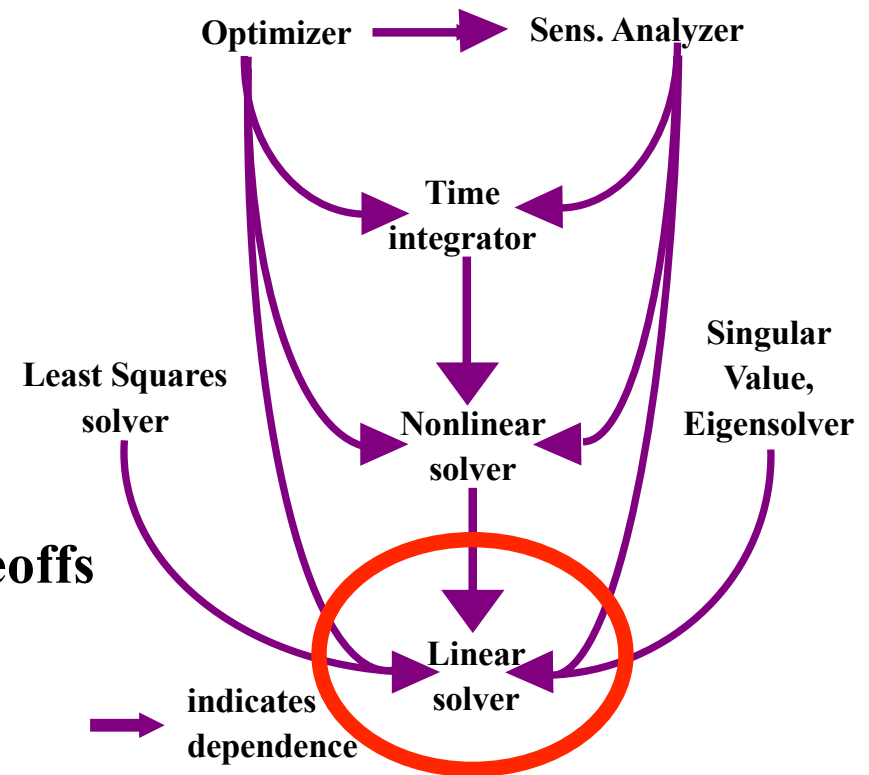 Optimizer
Sens. Analyzer
Time
integrator
Singular
Value,
Eigensolver
Least Squares
solver
Nonlinear
solver
eoffs
Linear
solver
indicates
dependence